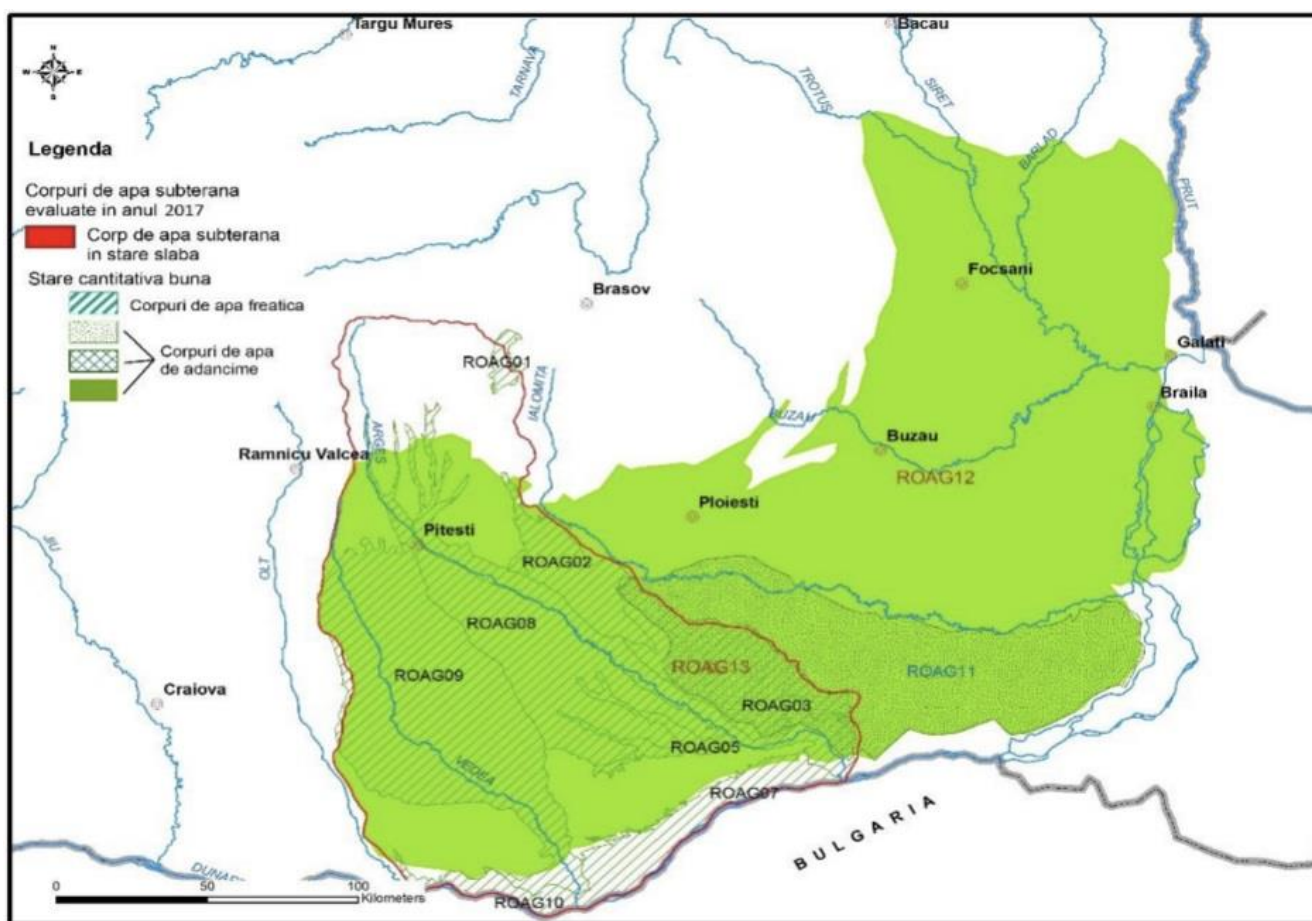 Targu Mures
Bacau
N
W E
S
TARNAVA
TROTUS
SIRET
BARLAD
PRUT
Legenda
Corpuri de apa subterana
evaluate in anul 2017
Corp de apa subterana
in stare slaba
Stare cantitativa buna
Corpuri de apa freatica
Corpuri de apa
de adancime
Focsani
Brasov
Galati
ROAG01
IALOMITA
Braila
BUZAU
ARGES
Ramnicu Valcea
Buzau
ROAG12
Ploiesti
Pitesti
JIU
OLT
ROAG02
ROAG08
ROAG13
ROAG11
ROAG09
Craiova
ROAG03
ROAG05
VEDEA
ROAG07
BULGARIA
0 50 100
Kilometers
ROAG10